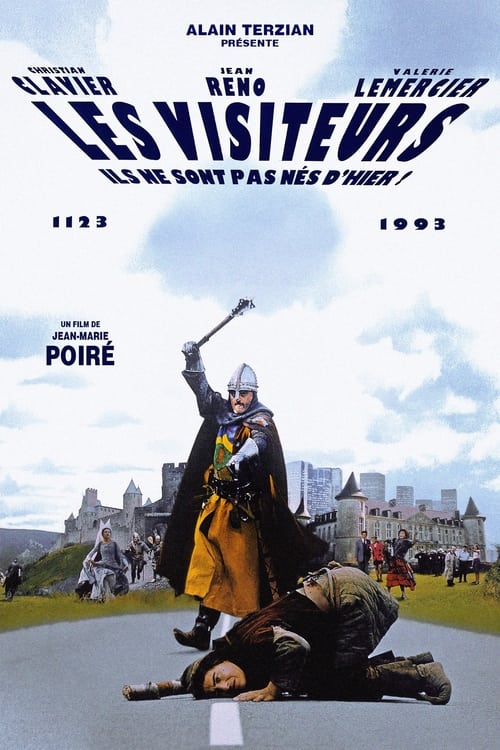 ALAIN TERZIAN
PRÉSENTE
CHRISTIAN CLAVIER
JEAN RENO
VALERIE LEMERCIER
LES VISITEURS
ILS NE SONT PAS NÉS D'HIER !
1123
1993
UN FILM DE
JEAN-MARIE
POIRÉ